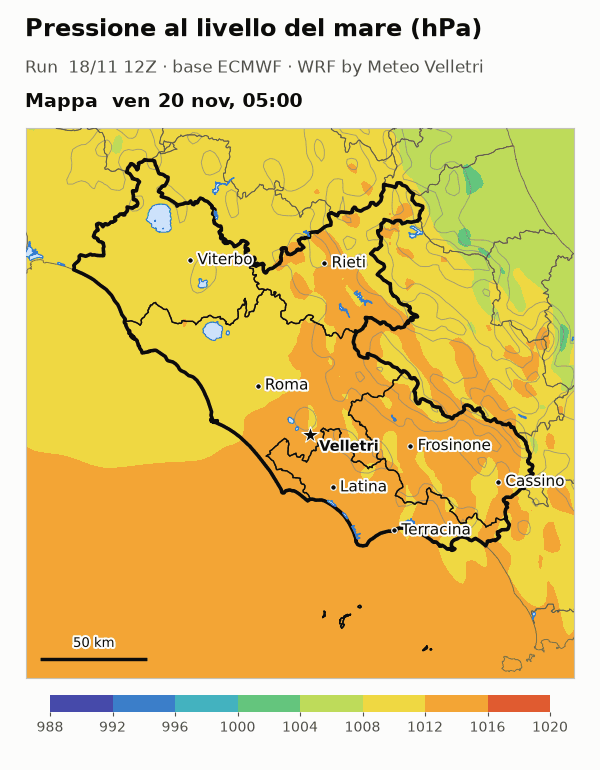 Pressione al livello del mare (hPa)
Run  18/11 12Z · base ECMWF · WRF by Meteo Velletri
Mappa  ven 20 nov, 05:00
Viterbo
Rieti
Roma
Velletri
Frosinone
Cassino
Latina
Terracina
50 km
988 992 996 1000 1004 1008 1012 1016 1020